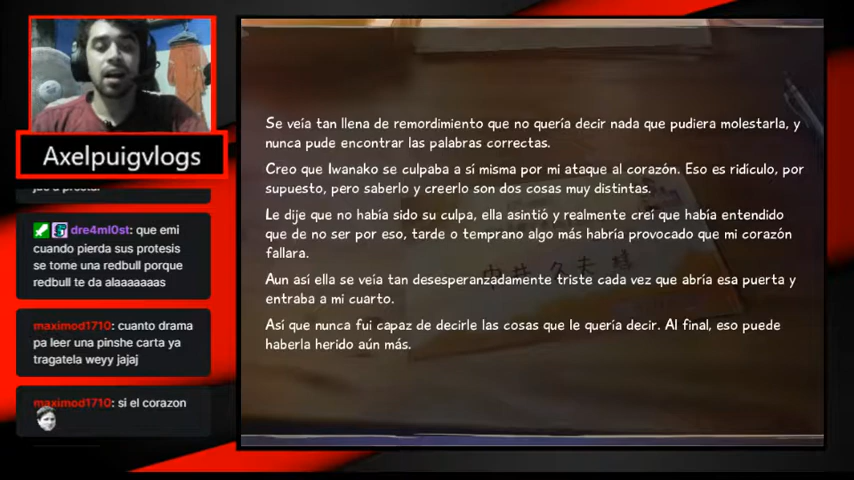 Axelpuigvlogs
dre4ml0st: que emi
cuando pierda sus protesis
se tome una redbull porque
redbull te da alaaaaaaas
maximod1710: cuanto drama
pa leer una pinshe carta ya
tragatela weyy jajaj
maximod1710: si el corazon
Se veía tan llena de remordimiento que no quería decir nada que pudiera molestarla, y
nunca pude encontrar las palabras correctas.
Creo que Iwanako se culpaba a sí misma por mi ataque al corazón. Eso es ridículo, por
supuesto, pero saberlo y creerlo son dos cosas muy distintas.
Le dije que no había sido su culpa, ella asintió y realmente creí que había entendido
que de no ser por eso, tarde o temprano algo más habría provocado que mi corazón
fallara.
Aun así ella se veía tan desesperanzadamente triste cada vez que abría esa puerta y
entraba a mi cuarto.
Así que nunca fui capaz de decirle las cosas que le quería decir. Al final, eso puede
haberla herido aún más.
中井久夫様